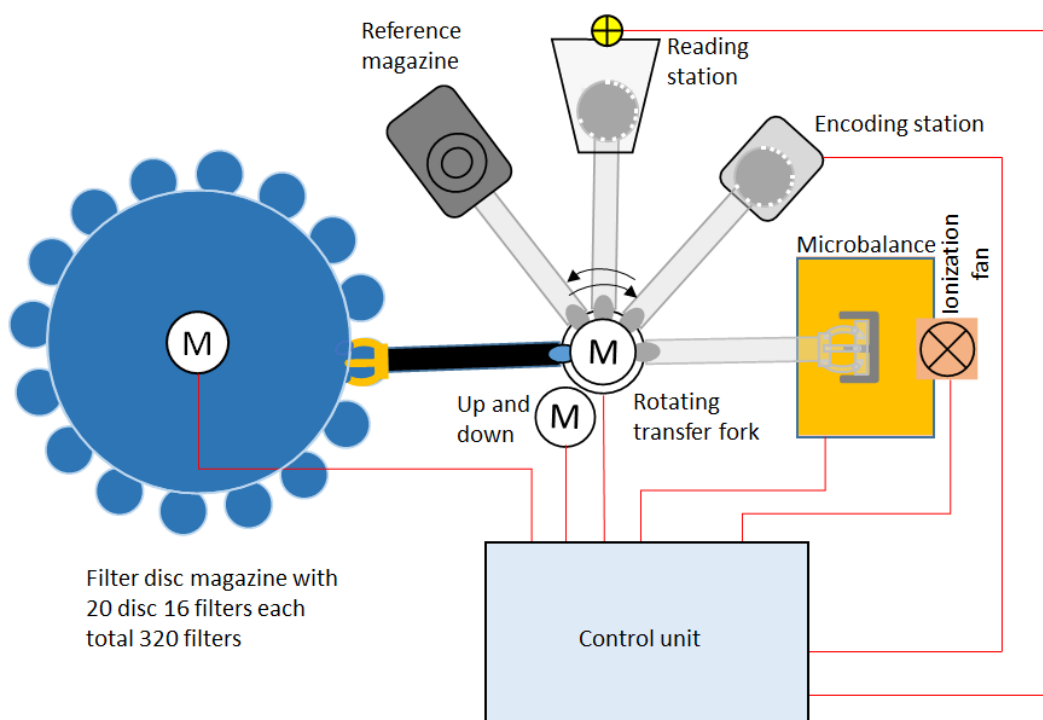 Reference
magazine
Reading
station
Encoding station
Microbalance
Ionization
fan
M
M
Up and
down
M
Rotating
transfer fork
Filter disc magazine with
20 disc 16 filters each
total 320 filters
Control unit